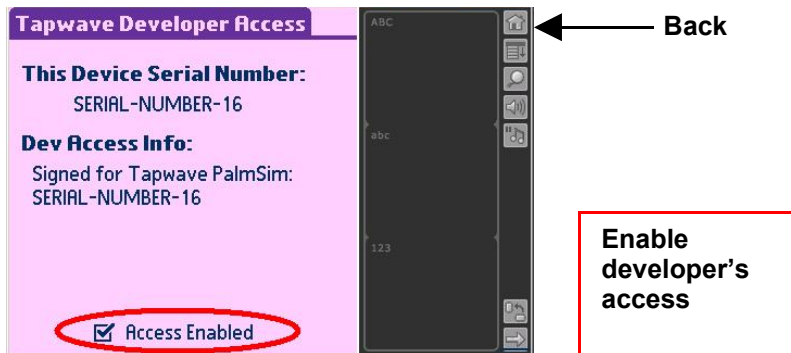 Tapwave Developer Access
This Device Serial Number:
SERIAL-NUMBER-16
Dev Access Info:
Signed for Tapwave PalmSim:
SERIAL-NUMBER-16
Access Enabled
ABC
abc
123
Back
Enable
developer’s
access